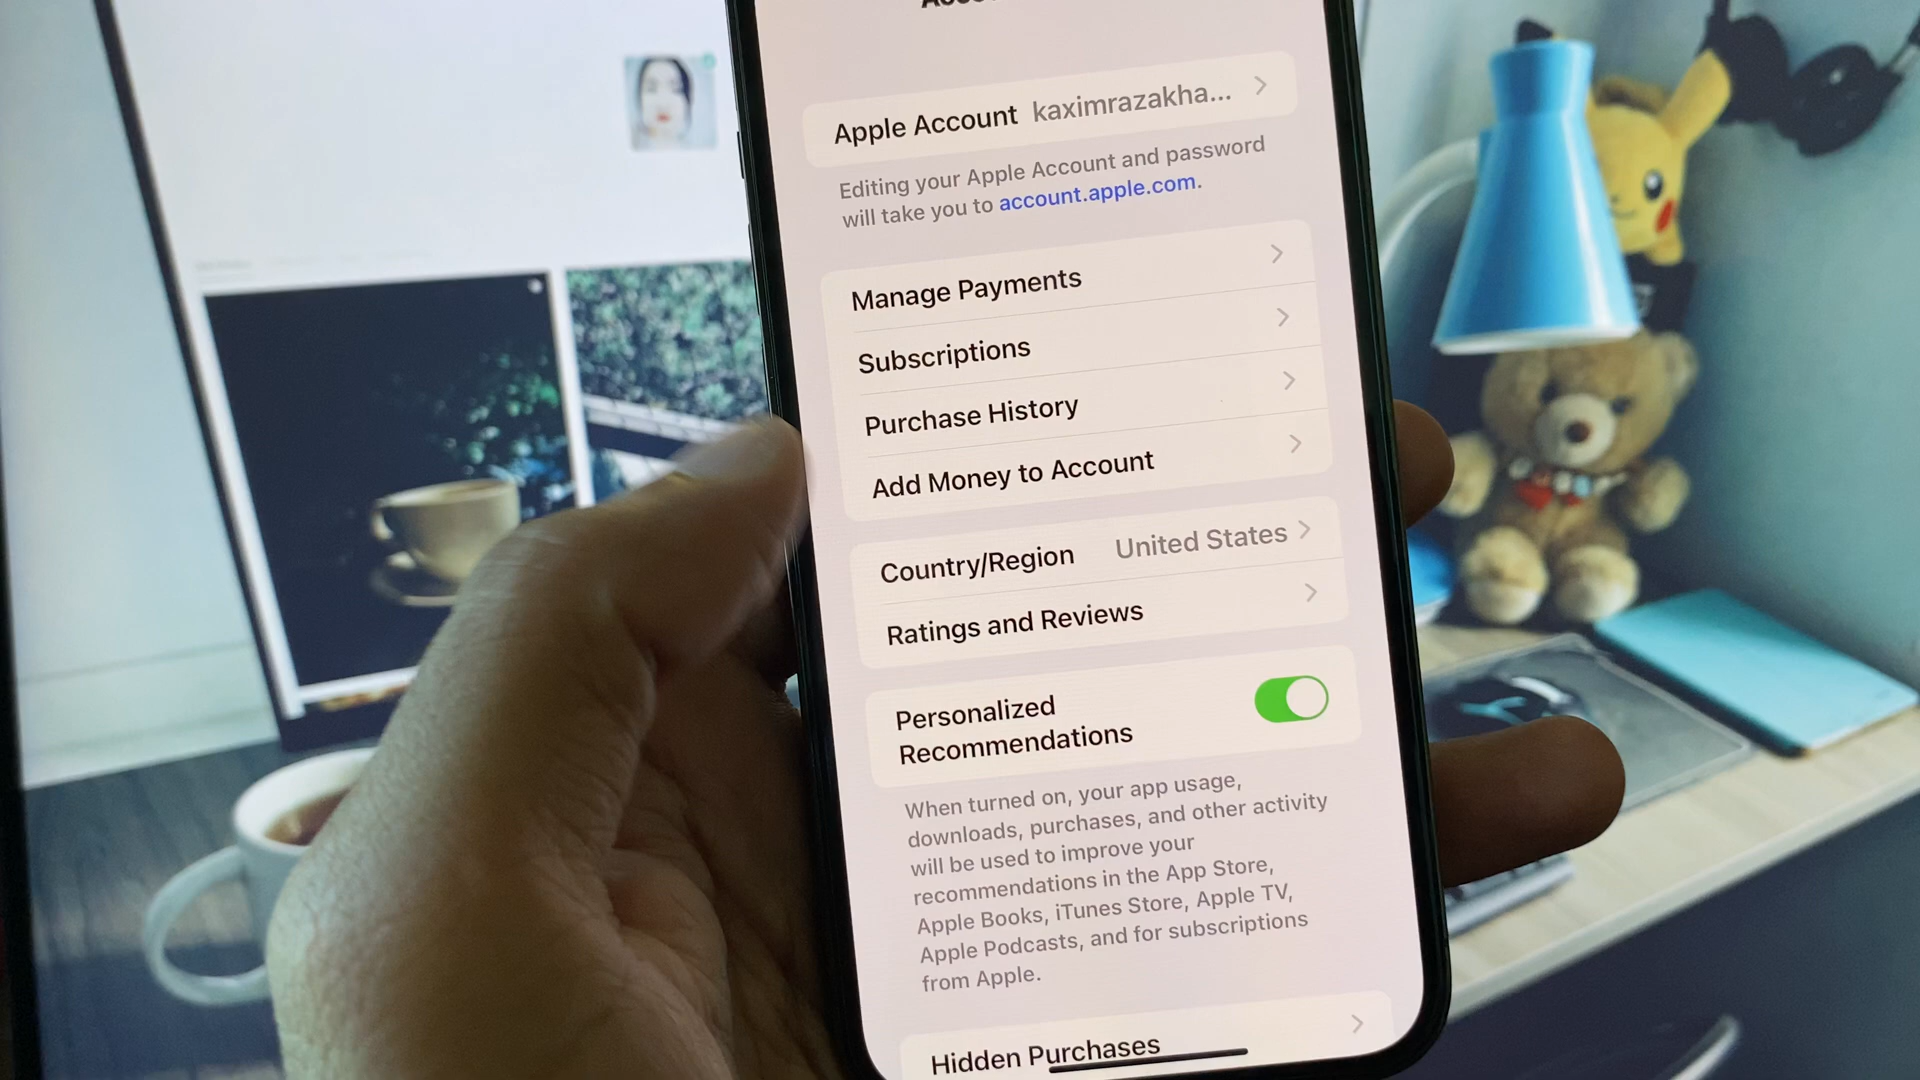 Apple Account kaximrazakha...
Editing your Apple Account and password
will take you to account.apple.com.
Manage Payments
Subscriptions
Purchase History
Add Money to Account
Country/Region United States
Ratings and Reviews
Personalized
Recommendations
When turned on, your app usage,
downloads, purchases, and other activity
will be used to improve your
recommendations in the App Store,
Apple Books, iTunes Store, Apple TV,
Apple Podcasts, and for subscriptions
from Apple.
Hidden Purchases